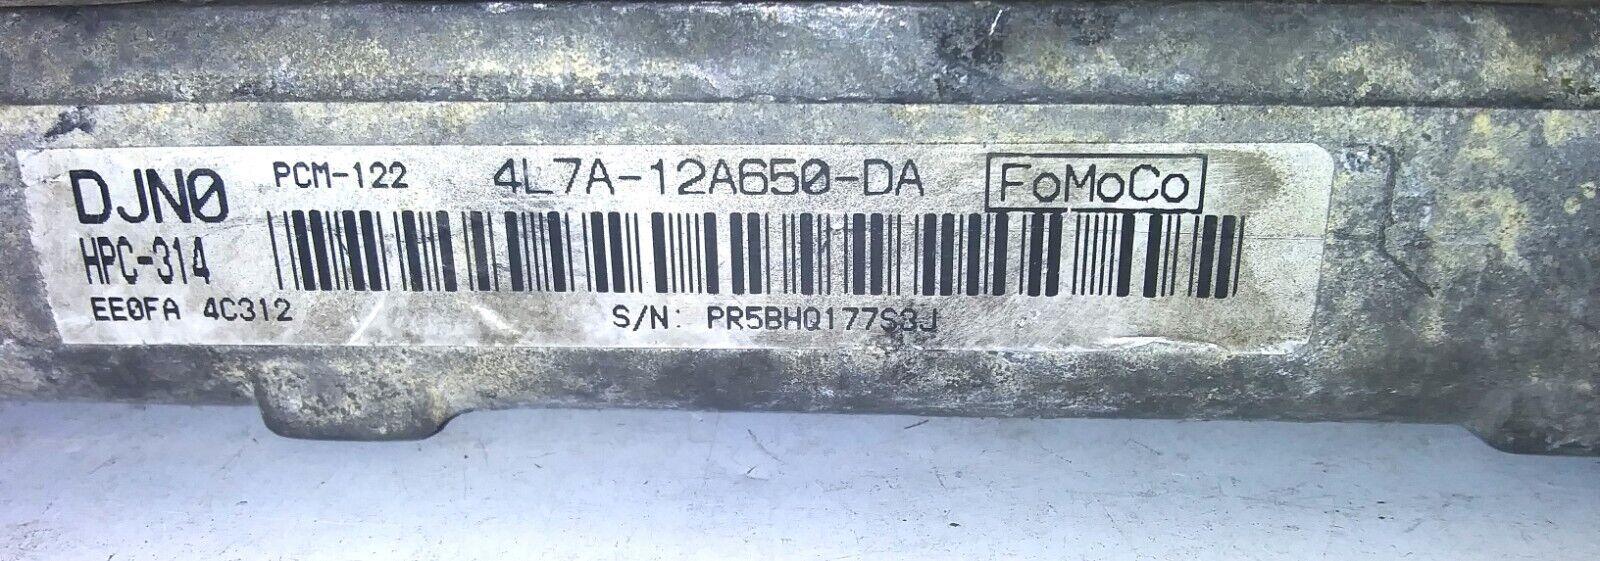 DJN0 PCM-122 4L7A-12A650-DA FoMoCo
HPC-314
EE0FA 4C312 S/N: PR5BHQ177S3J